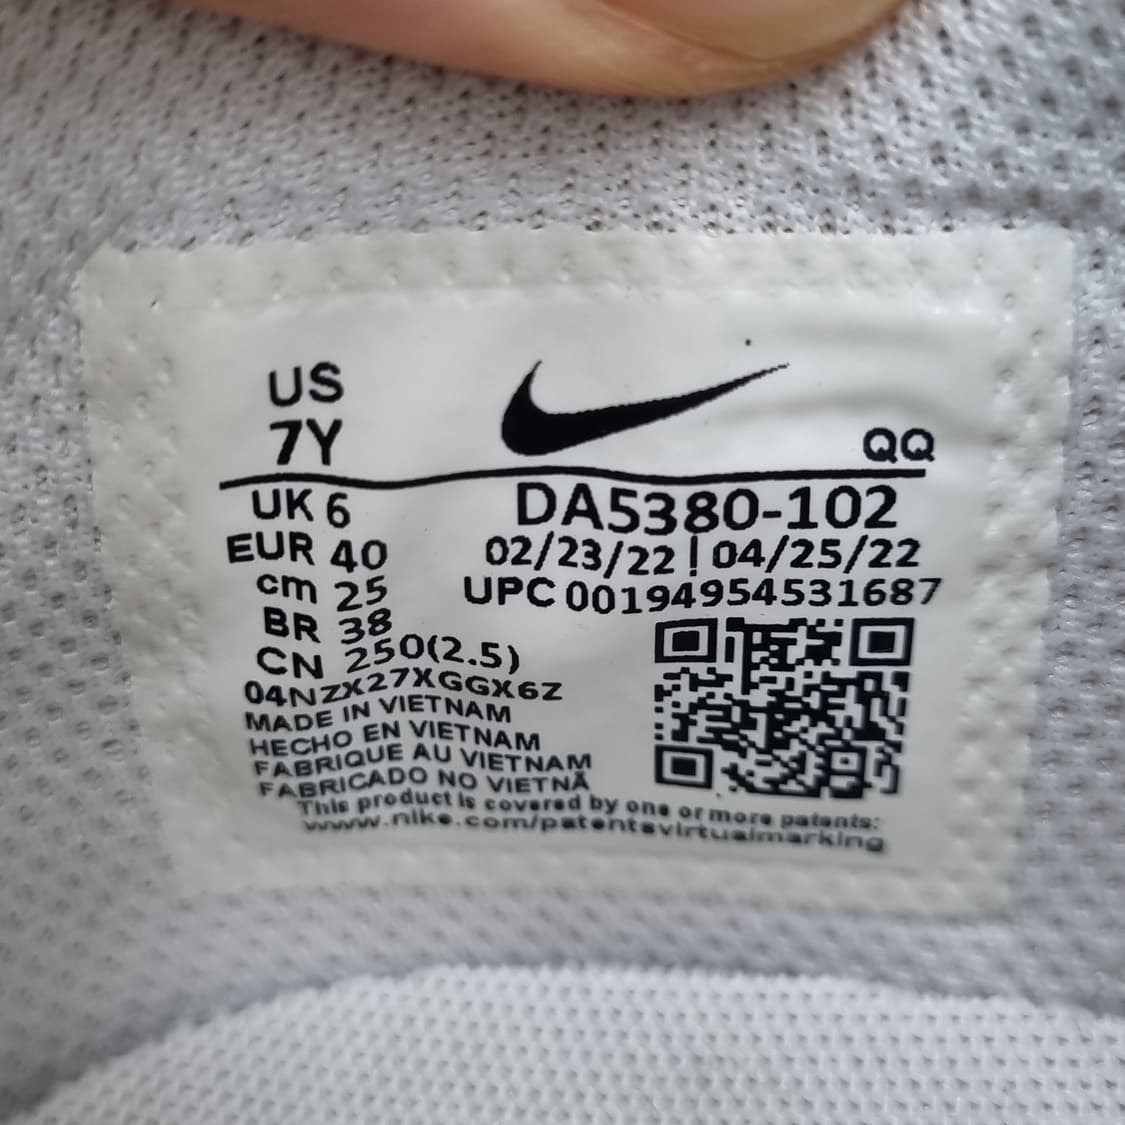 US
7Y
QQ
UK 6
EUR 40
cm 25
BR 38
CN 250(2.5)
DA5380-102
02/23/22 | 04/25/22
UPC 00194954531687
04NZX27XGGX6Z
MADE IN VIETNAM
HECHO EN VIETNAM
FABRIQUE AU VIETNAM
FABRICADO NO VIETNÃ
This product is covered by one or more patents:
www.nike.com/patentsvirtualmarking